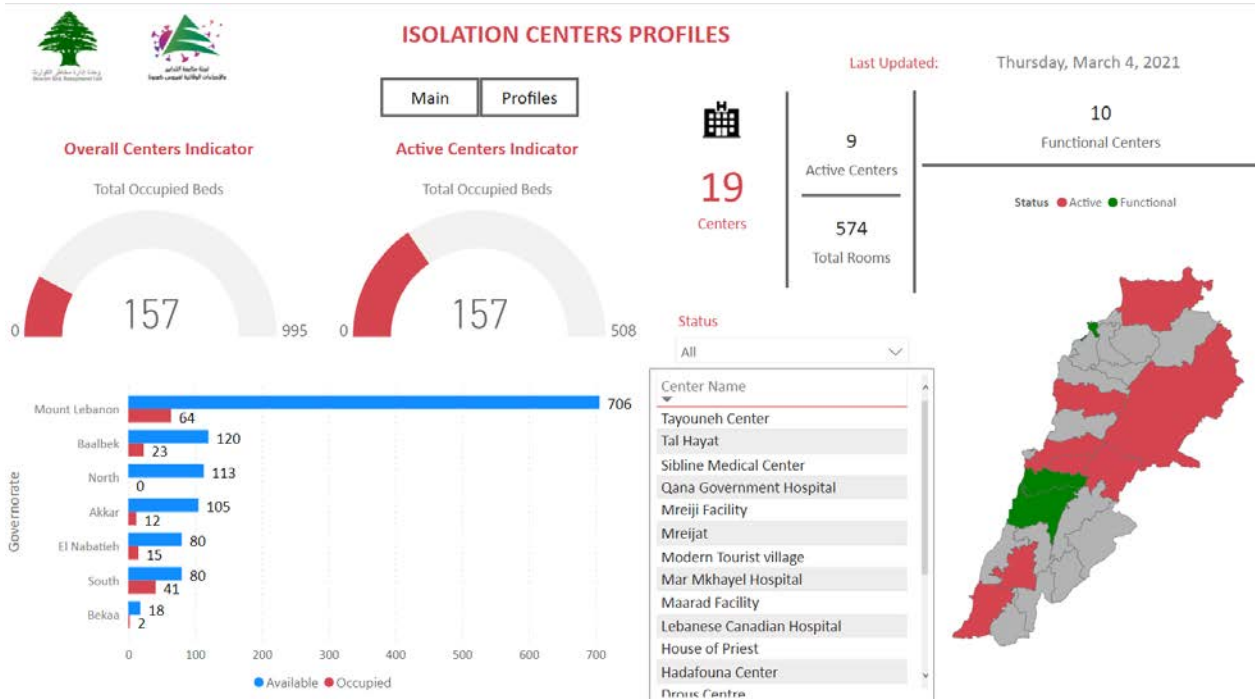 ISOLATION CENTERS PROFILES
Last Updated:
Thursday, March 4, 2021
Main
Profiles
19
Centers
9
Active Centers
574
Total Rooms
10
Functional Centers
Status Active Functional
Overall Centers Indicator
Total Occupied Beds
0
157
995
Active Centers Indicator
Total Occupied Beds
0
157
508
Governorate
Mount Lebanon
706
64
Baalbek
120
23
North
113
0
Akkar
105
12
El Nabatieh
80
15
South
80
41
Bekaa
18
2
0 100 200 300 400 500 600 700
Available Occupied
Status
All
Center Name
Tayouneh Center
Tal Hayat
Sibline Medical Center
Qana Government Hospital
Mreiji Facility
Mreijat
Modern Tourist village
Mar Mkhayel Hospital
Maarad Facility
Lebanese Canadian Hospital
House of Priest
Hadafouna Center
Drous Centre